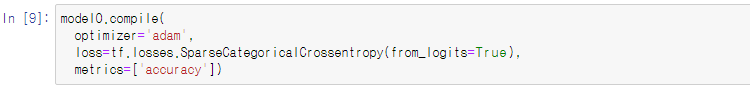 In [9]: model0.compile(
optimizer='adam',
loss=tf.losses.SparseCategoricalCrossentropy(from_logits=True),
metrics=['accuracy'])